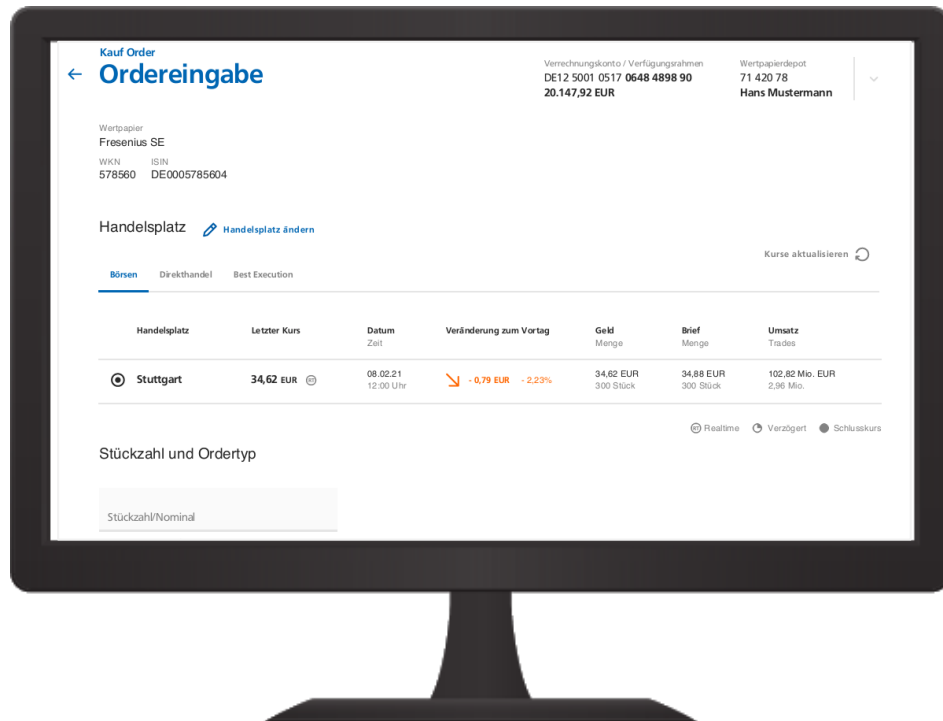 Kauf Order
Ordereingabe
Verrechnungskonto / Verfügungsrahmen
DE12 5001 0517 0648 4898 90
20.147,92 EUR
Wertpapierdepot
71 420 78
Hans Mustermann
Wertpapier
Fresenius SE
WKN ISIN
578560 DE0005785604
Handelsplatz Handelsplatz ändern
Kurse aktualisieren
Börsen Direkthandel Best Execution
Handelsplatz Letzter Kurs Datum Veränderung zum Vortag Geld Brief Umsatz
Zeit Menge Menge Trades
Stuttgart 34,62 EUR RT 08.02.21 - 0,79 EUR - 2,23% 34,62 EUR 34,88 EUR 102,82 Mio. EUR
12:00 Uhr 300 Stück 300 Stück 2,96 Mio.
RT Realtime Verzögert Schlusskurs
Stückzahl und Ordertyp
Stückzahl/Nominal